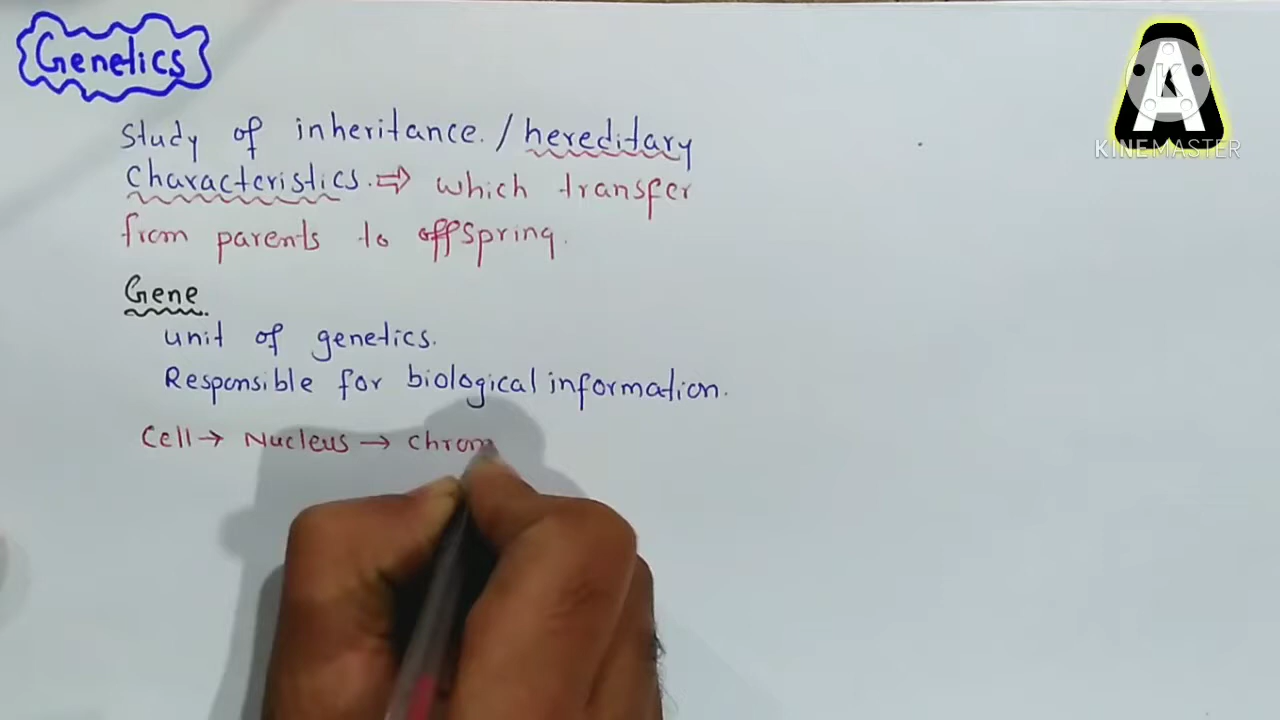 Genetics
Study of inheritance. / hereditary
characteristics. ⇒ which transfer
from parents to offspring.
Gene
unit of genetics.
Responsible for biological information.
Cell → Nucleus → chrom
K
KINEMASTER